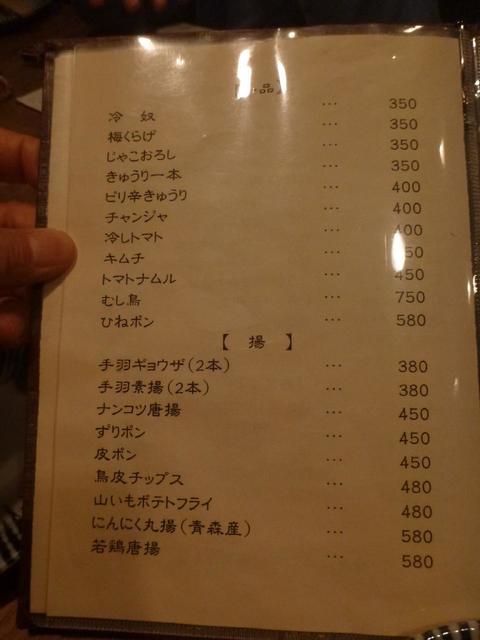 品】
冷 奴 … 350
梅くらげ … 350
じゃこおろし … 350
きゅうり一本 … 350
ピリ辛きゅうり … 400
チャンジャ … 400
冷しトマト … 400
キムチ …
トマトナムル … 450
むし鳥 … 750
ひねポン … 580
【 揚 】
手羽ギョウザ(2本) … 380
手羽素揚(2本) … 380
ナンコツ唐揚 … 450
ずりポン … 450
皮ポン … 450
鳥皮チップス … 480
山いもポテトフライ … 480
にんにく丸揚(青森産) … 580
若鶏唐揚 … 580